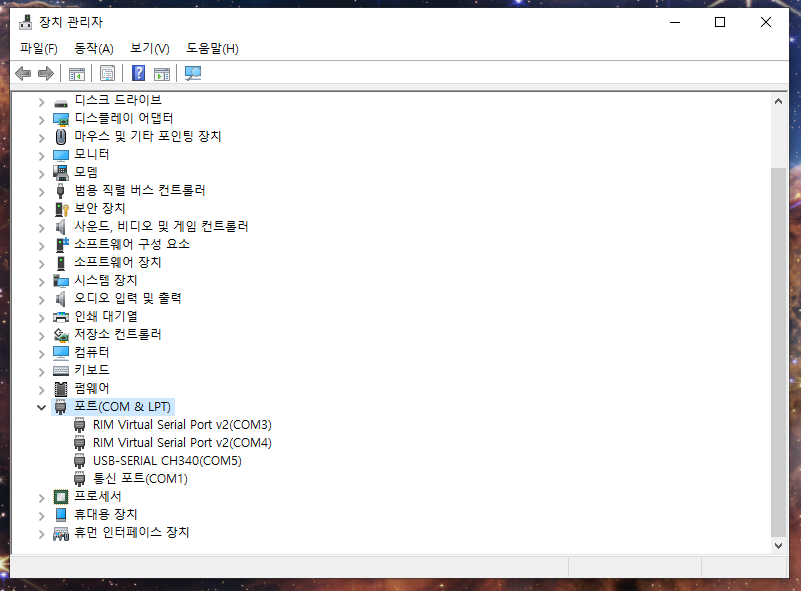 장치 관리자
파일(F) 동작(A) 보기(V) 도움말(H)
디스크 드라이브
디스플레이 어댑터
마우스 및 기타 포인팅 장치
모니터
모뎀
범용 직렬 버스 컨트롤러
보안 장치
사운드, 비디오 및 게임 컨트롤러
소프트웨어 구성 요소
소프트웨어 장치
시스템 장치
오디오 입력 및 출력
인쇄 대기열
저장소 컨트롤러
컴퓨터
키보드
펌웨어
포트(COM & LPT)
RIM Virtual Serial Port v2(COM3)
RIM Virtual Serial Port v2(COM4)
USB-SERIAL CH340(COM5)
통신 포트(COM1)
프로세서
휴대용 장치
휴먼 인터페이스 장치